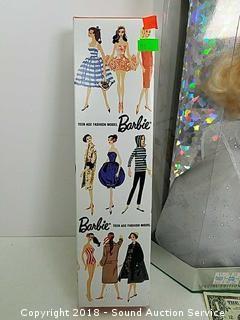 TEEN AGE FASHION MODEL Barbie
Barbie TEEN AGE FASHION MODEL
Copyright 2018 - Sound Auction Service